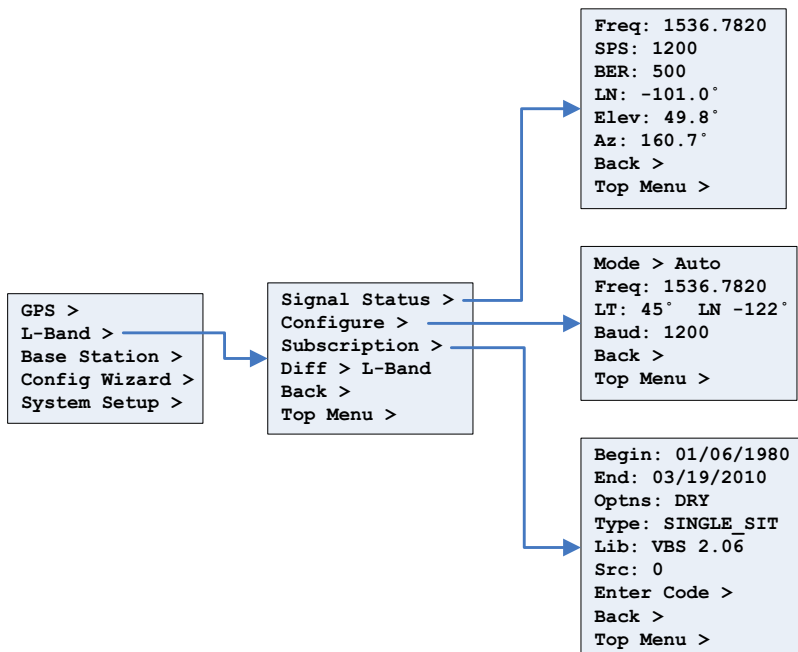 GPS >
L-Band >
Base Station >
Config Wizard >
System Setup >
Signal Status >
Configure >
Subscription >
Diff > L-Band
Back >
Top Menu >
Freq: 1536.7820
SPS: 1200
BER: 500
LN: -101.0°
Elev: 49.8°
Az: 160.7°
Back >
Top Menu >
Mode > Auto
Freq: 1536.7820
LT: 45° LN -122°
Baud: 1200
Back >
Top Menu >
Begin: 01/06/1980
End: 03/19/2010
Optns: DRY
Type: SINGLE_SIT
Lib: VBS 2.06
Src: 0
Enter Code >
Back >
Top Menu >